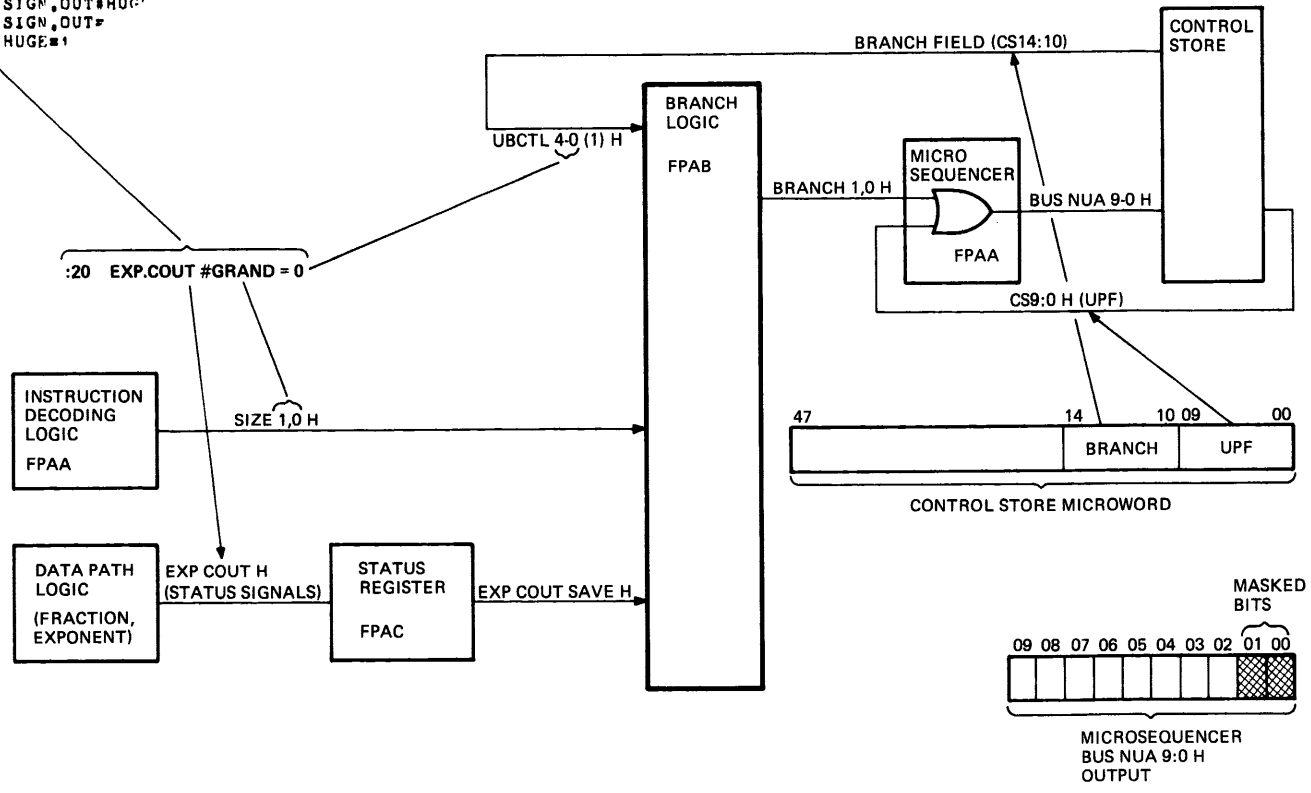 SIGN,OUT#HUG
SIGN,OUT=
HUGE=1
CONTROL
STORE
BRANCH FIELD (CS14:10)
BRANCH
LOGIC
FPAB
UBCTL 4-0 (1) H
MICRO
SEQUENCER
FPAA
BRANCH 1,0 H
BUS NUA 9-0 H
CS9:0 H (UPF)
:20 EXP.COUT #GRAND = 0
INSTRUCTION
DECODING
LOGIC
FPAA
SIZE 1,0 H
47 14 10 09 00
BRANCH UPF
CONTROL STORE MICROWORD
DATA PATH
LOGIC
(FRACTION,
EXPONENT)
EXP COUT H
(STATUS SIGNALS)
STATUS
REGISTER
FPAC
EXP COUT SAVE H
MASKED
BITS
09 08 07 06 05 04 03 02 01 00
MICROSEQUENCER
BUS NUA 9:0 H
OUTPUT